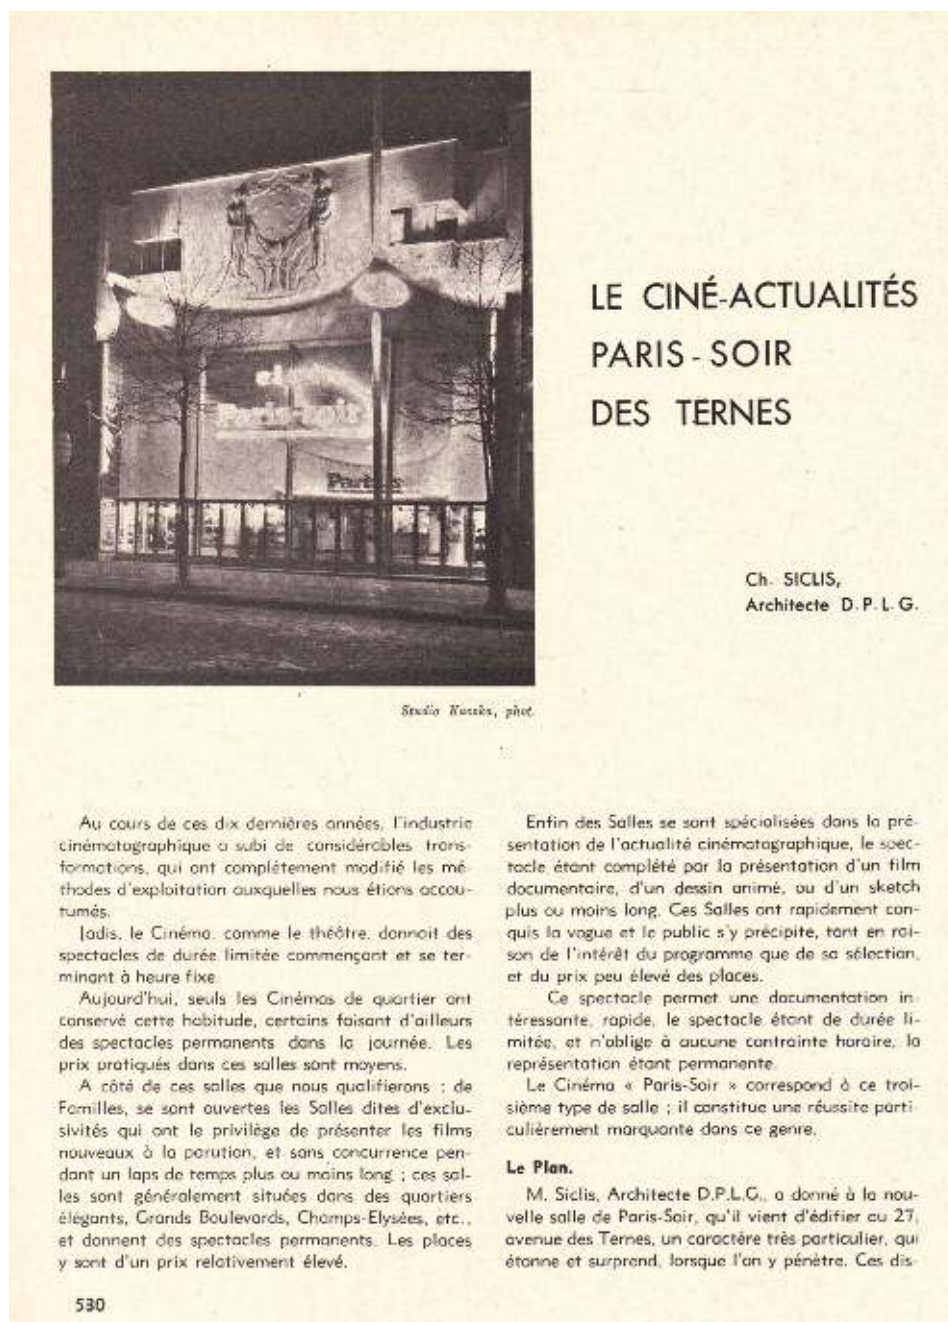 LE CINÉ-ACTUALITÉS
PARIS-SOIR
DES TERNES
Ch. SICLIS,
Architecte D.P.L.G.
Studio, phot.
Au cours de ces dix dernières années, l'industrie
cinématographique a subi de considérables trans-
formations, qui ont complètement modifié les mé-
thodes d'exploitation auxquelles nous étions accou-
tumés.
Jadis, le Cinéma, comme le théâtre, donnait des
spectacles de durée limitée commençant et se ter-
minant à heure fixe.
Aujourd'hui, seuls les Cinémas de quartier ont
conservé cette habitude, certains faisant d'ailleurs
des spectacles permanents dans la journée. Les
prix pratiqués dans ces salles sont moyens.
A côté de ces salles que nous qualifierons : de
Familles, se sont ouvertes les Salles dites d'exclu-
sivités qui ont le privilège de présenter les films
nouveaux à la parution, et sans concurrence pen-
dant un laps de temps plus ou moins long ; ces sal-
les sont généralement situées dans des quartiers
élégants, Grands Boulevards, Champs-Elysées, etc.,
et donnent des spectacles permanents. Les places
y sont d'un prix relativement élevé.
530
Enfin des Salles se sont spécialisées dans la pré-
sentation de l'actualité cinématographique, le spec-
tacle étant complété par la présentation d'un film
documentaire, d'un dessin animé, ou d'un sketch
plus ou moins long. Ces Salles ont rapidement con-
quis la vogue et le public s'y précipite, tant en rai-
son de l'intérêt du programme que de sa sélection,
et du prix peu élevé des places.
Ce spectacle permet une documentation in-
téressante, rapide, le spectacle étant de durée li-
mitée, et n'oblige à aucune contrainte horaire, la
représentation étant permanente.
Le Cinéma « Paris-Soir » correspond à ce troi-
sième type de salle ; il constitue une réussite parti-
culièrement marquante dans ce genre.
Le Plan.
M. Siclis, Architecte D.P.L.G., a donné à la nou-
velle salle de Paris-Soir, qu'il vient d'édifier au 27,
avenue des Ternes, un caractère très particulier, qui
étonne et surprend, lorsque l'on y pénètre. Ces dis-